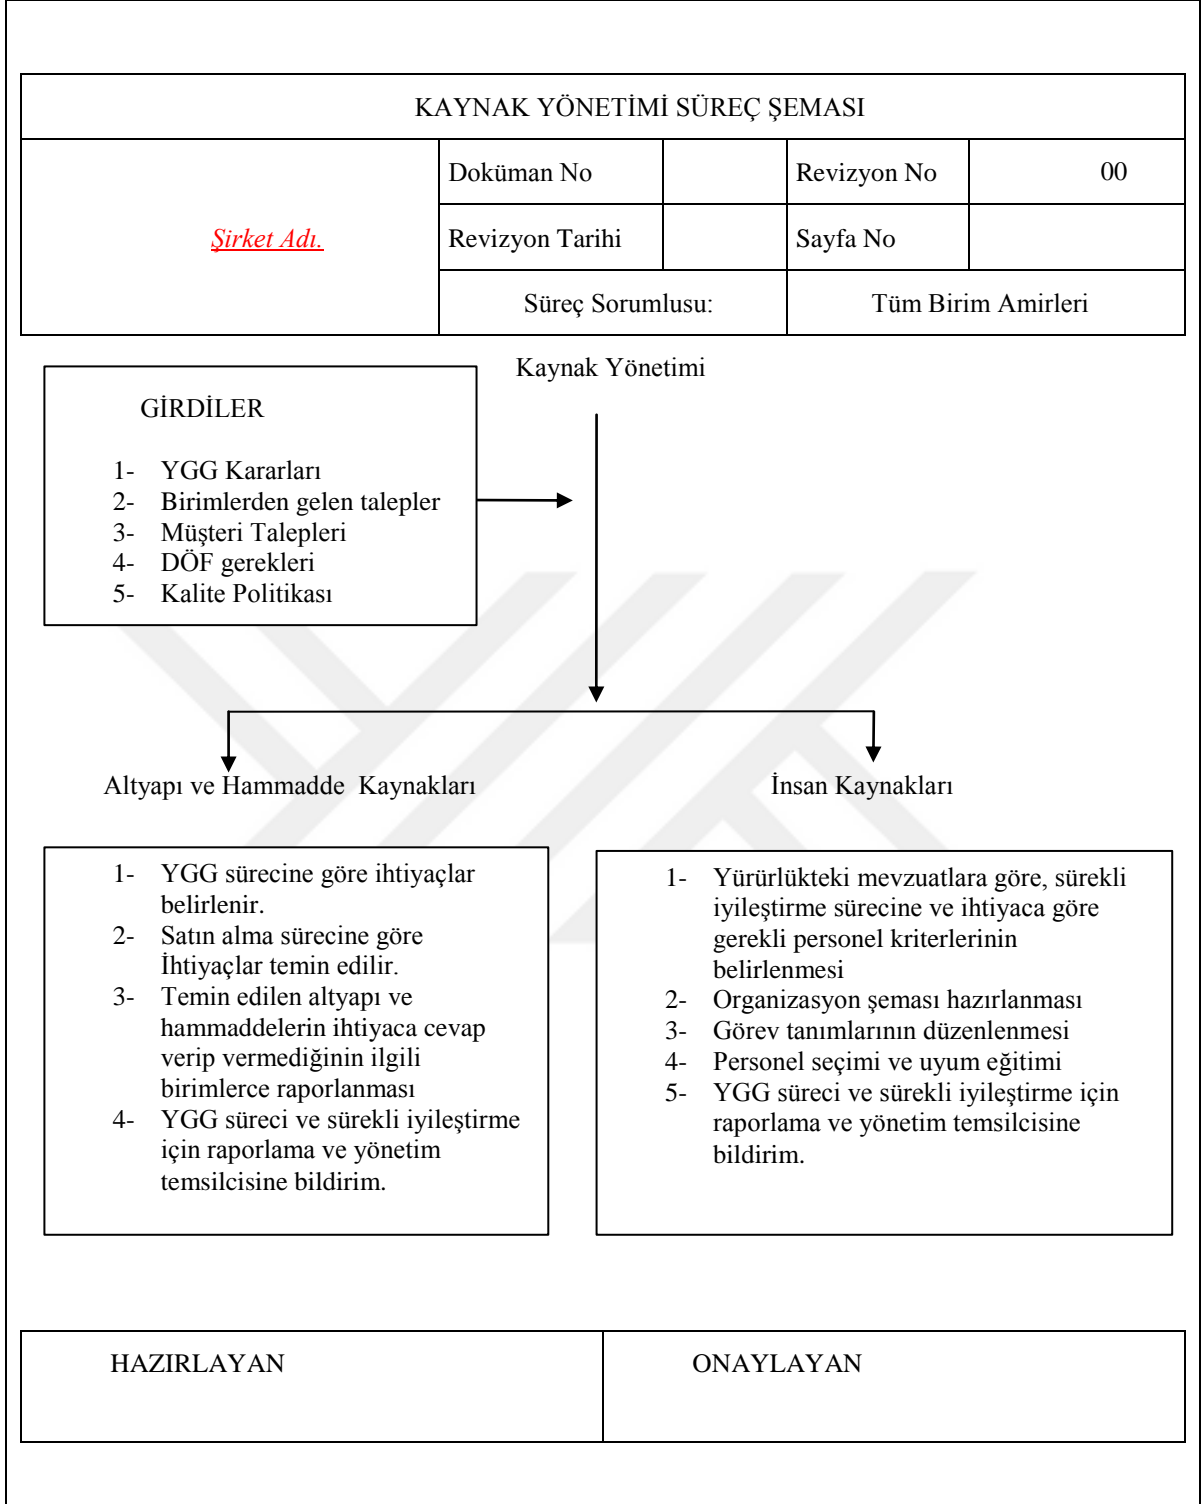 KAYNAK YÖNETİMİ SÜREÇ ŞEMASI
Şirket Adı.
Doküman No
Revizyon No
00
Revizyon Tarihi
Sayfa No
Süreç Sorumlusu:
Tüm Birim Amirleri
Kaynak Yönetimi
GİRDİLER
1- YGG Kararları
2- Birimlerden gelen talepler
3- Müşteri Talepleri
4- DÖF gerekleri
5- Kalite Politikası
Altyapı ve Hammadde Kaynakları
İnsan Kaynakları
1- YGG sürecine göre ihtiyaçlar
belirlenir.
2- Satın alma sürecine göre
İhtiyaçlar temin edilir.
3- Temin edilen altyapı ve
hammaddelerin ihtiyaca cevap
verip vermediğinin ilgili
birimlerce raporlanması
4- YGG süreci ve sürekli iyileştirme
için raporlama ve yönetim
temsilcisine bildirim.
1- Yürürlükteki mevzuatlara göre, sürekli
iyileştirme sürecine ve ihtiyaca göre
gerekli personel kriterlerinin
belirlenmesi
2- Organizasyon şeması hazırlanması
3- Görev tanımlarının düzenlenmesi
4- Personel seçimi ve uyum eğitimi
5- YGG süreci ve sürekli iyileştirme için
raporlama ve yönetim temsilcisine
bildirim.
HAZIRLAYAN
ONAYLAYAN